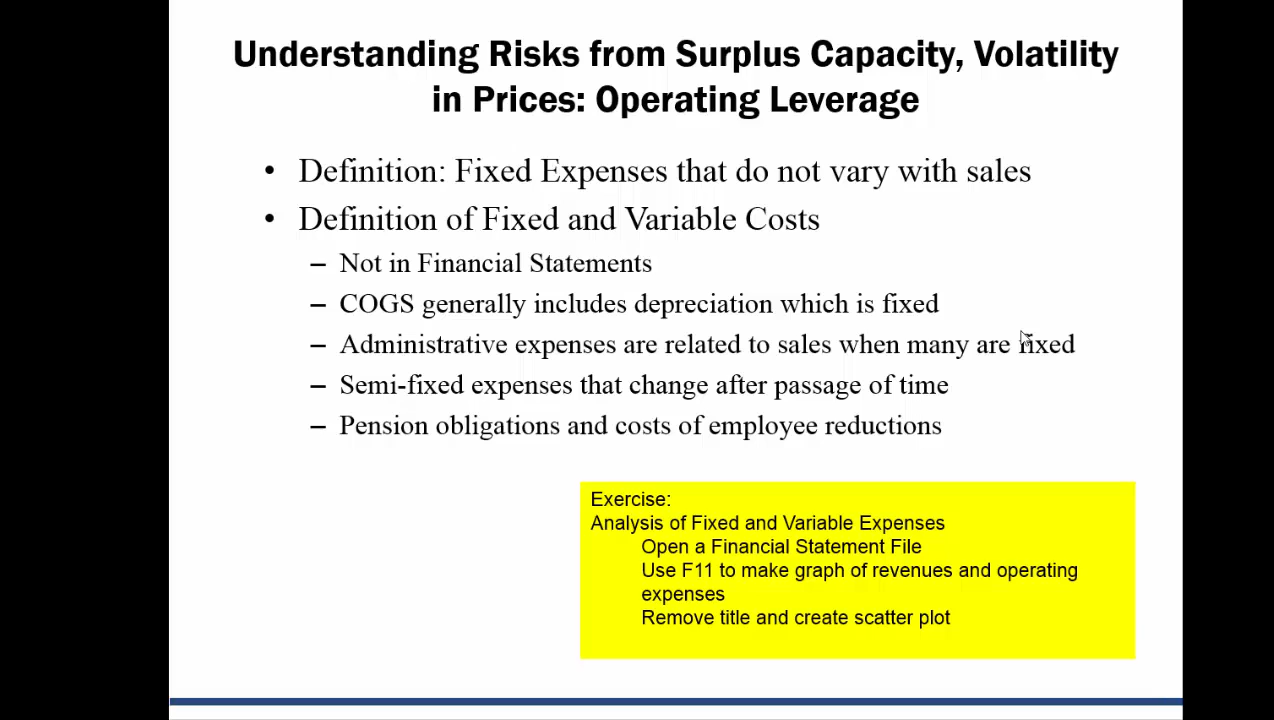 Understanding Risks from Surplus Capacity, Volatility
in Prices: Operating Leverage
• Definition: Fixed Expenses that do not vary with sales
• Definition of Fixed and Variable Costs
– Not in Financial Statements
– COGS generally includes depreciation which is fixed
– Administrative expenses are related to sales when many are fixed
– Semi-fixed expenses that change after passage of time
– Pension obligations and costs of employee reductions
Exercise:
Analysis of Fixed and Variable Expenses
Open a Financial Statement File
Use F11 to make graph of revenues and operating
expenses
Remove title and create scatter plot